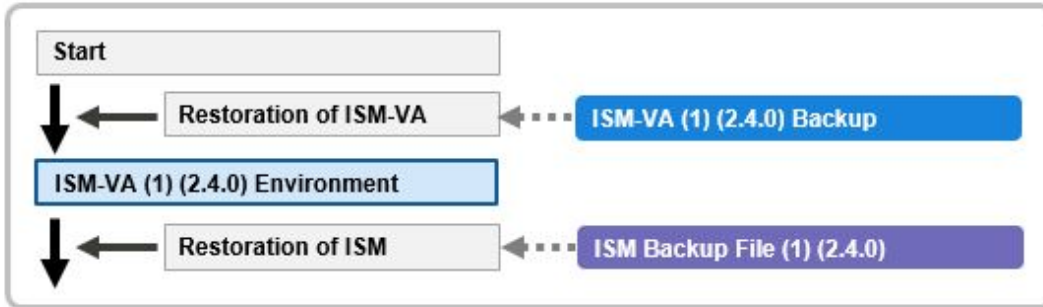 Start
Restoration of ISM-VA
ISM-VA (1) (2.4.0) Backup
ISM-VA (1) (2.4.0) Environment
Restoration of ISM
ISM Backup File (1) (2.4.0)